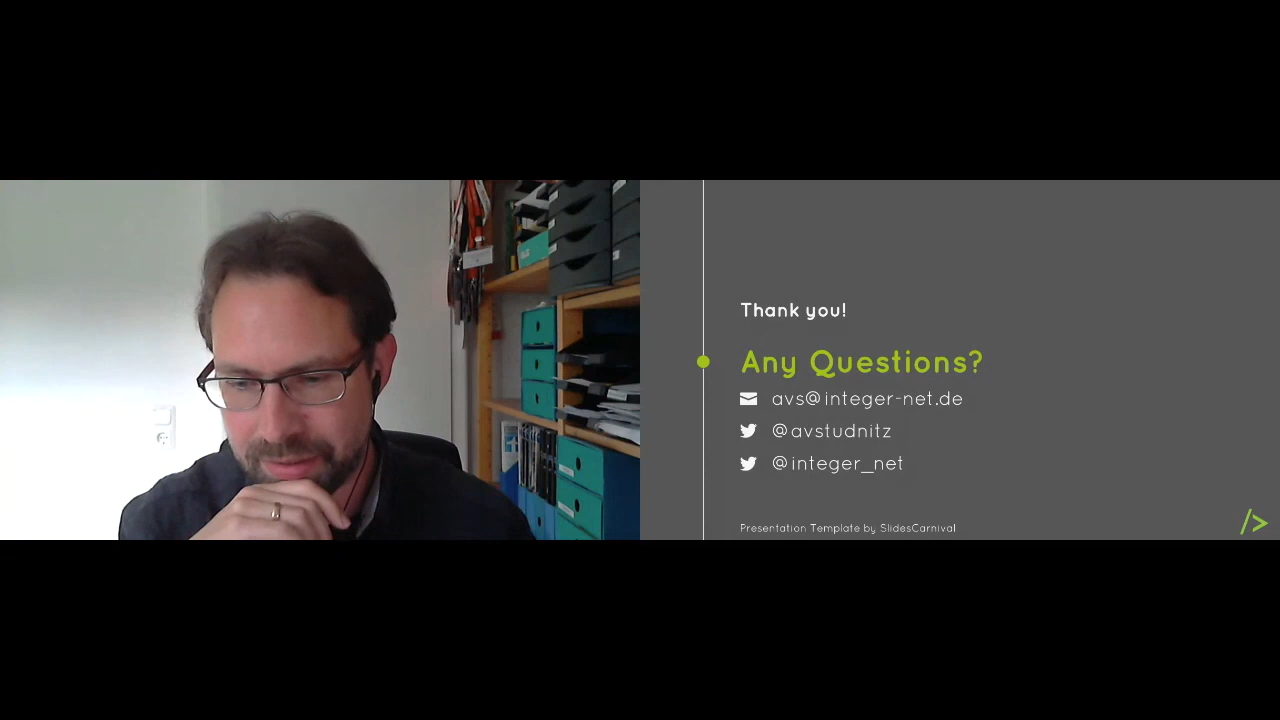 Thank you!
Any Questions?
avs@integer-net.de
@avstudnitz
@integer_net
Presentation Template by SlidesCarnival
/>